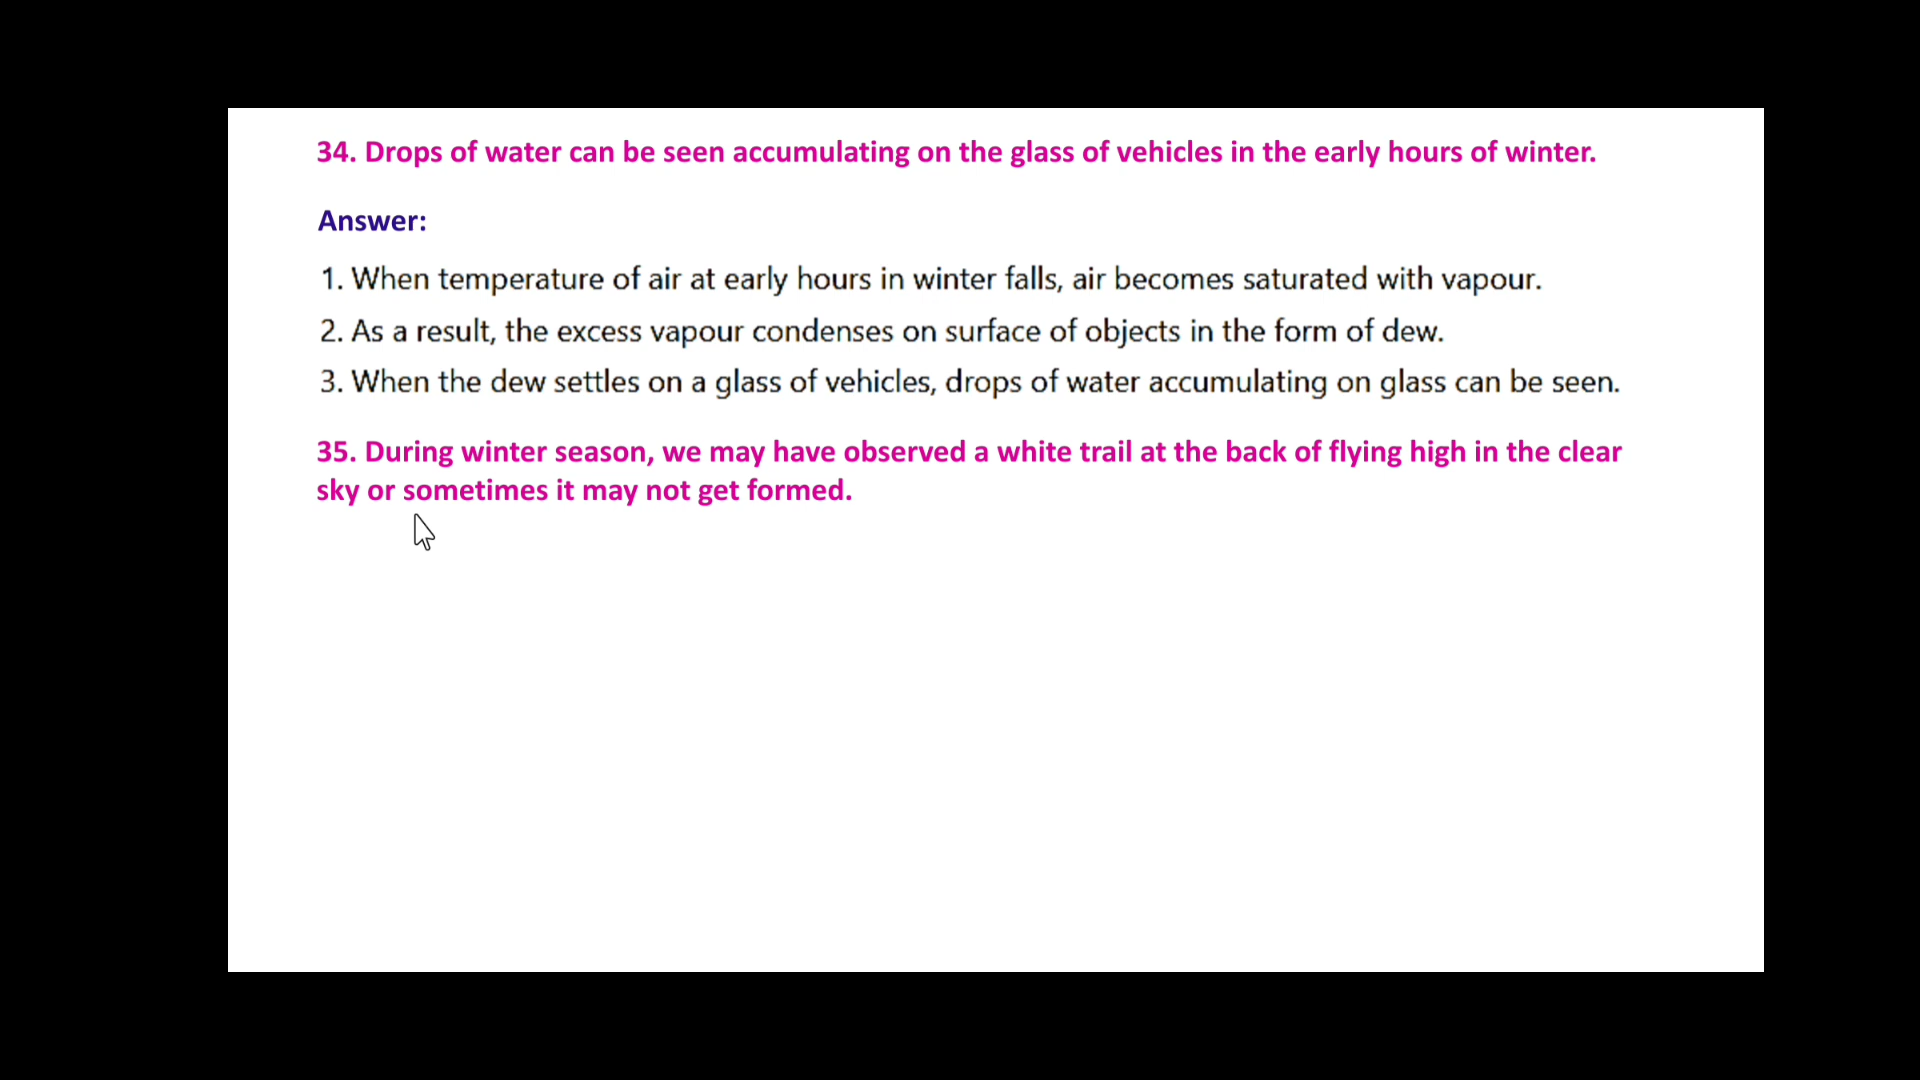 34. Drops of water can be seen accumulating on the glass of vehicles in the early hours of winter.
Answer:
1. When temperature of air at early hours in winter falls, air becomes saturated with vapour.
2. As a result, the excess vapour condenses on surface of objects in the form of dew.
3. When the dew settles on a glass of vehicles, drops of water accumulating on glass can be seen.
35. During winter season, we may have observed a white trail at the back of flying high in the clear
sky or sometimes it may not get formed.